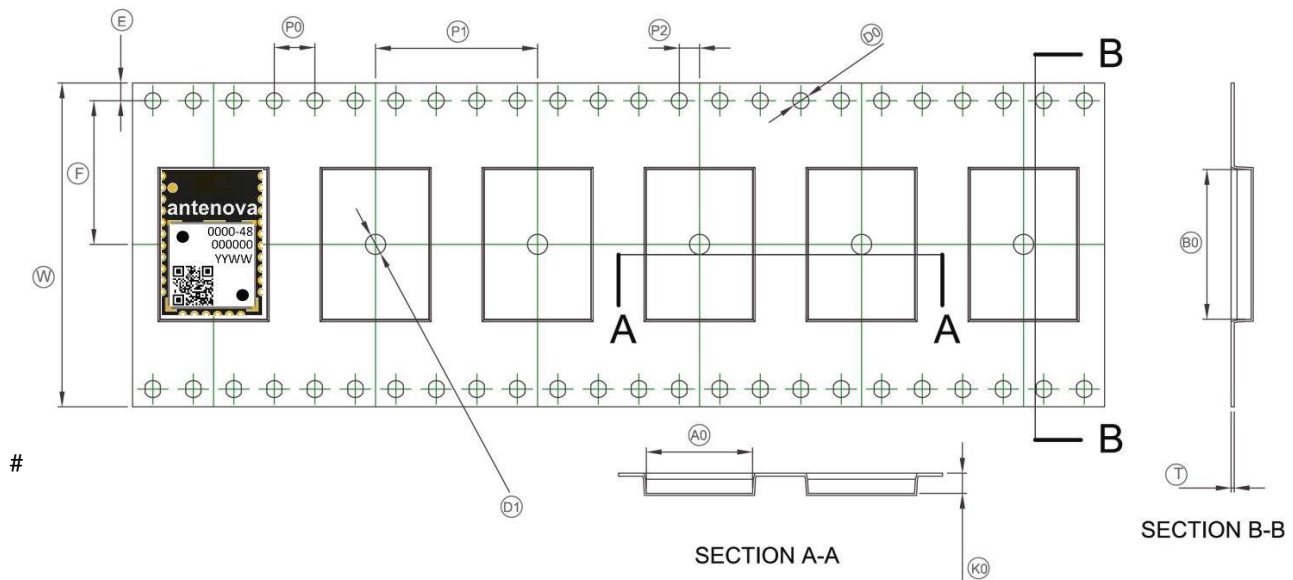 E
P0
P1
P2
D0
B
F
antenova
0000-48
000000
YYWW
W
B0
A
A
A0
B
#
T
D1
SECTION B-B
SECTION A-A
K0